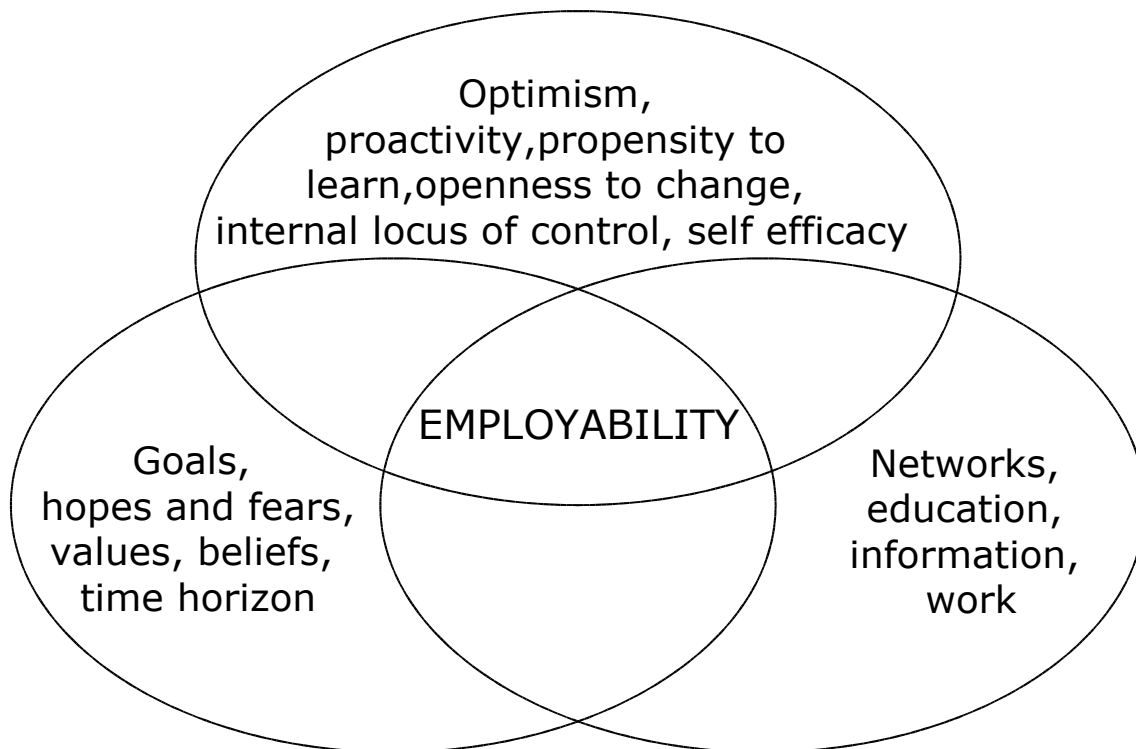 Optimism,
proactivity,propensity to
learn,openness to change,
internal locus of control, self efficacy
EMPLOYABILITY
Goals,
hopes and fears,
values, beliefs,
time horizon
Networks,
education,
information,
work